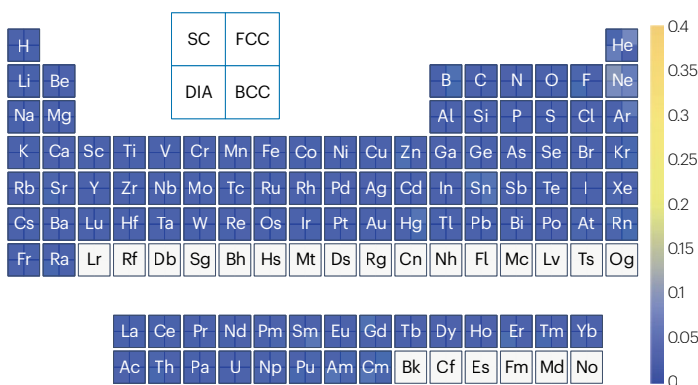 SC FCC
DIA BCC
H He
Li Be B C N O F Ne
Na Mg Al Si P S Cl Ar
K Ca Sc Ti V Cr Mn Fe Co Ni Cu Zn Ga Ge As Se Br Kr
Rb Sr Y Zr Nb Mo Tc Ru Rh Pd Ag Cd In Sn Sb Te I Xe
Cs Ba Lu Hf Ta W Re Os Ir Pt Au Hg Tl Pb Bi Po At Rn
Fr Ra Lr Rf Db Sg Bh Hs Mt Ds Rg Cn Nh Fl Mc Lv Ts Og
La Ce Pr Nd Pm Sm Eu Gd Tb Dy Ho Er Tm Yb
Ac Th Pa U Np Pu Am Cm Bk Cf Es Fm Md No
0.4
0.35
0.3
0.25
0.2
0.15
0.1
0.05
0